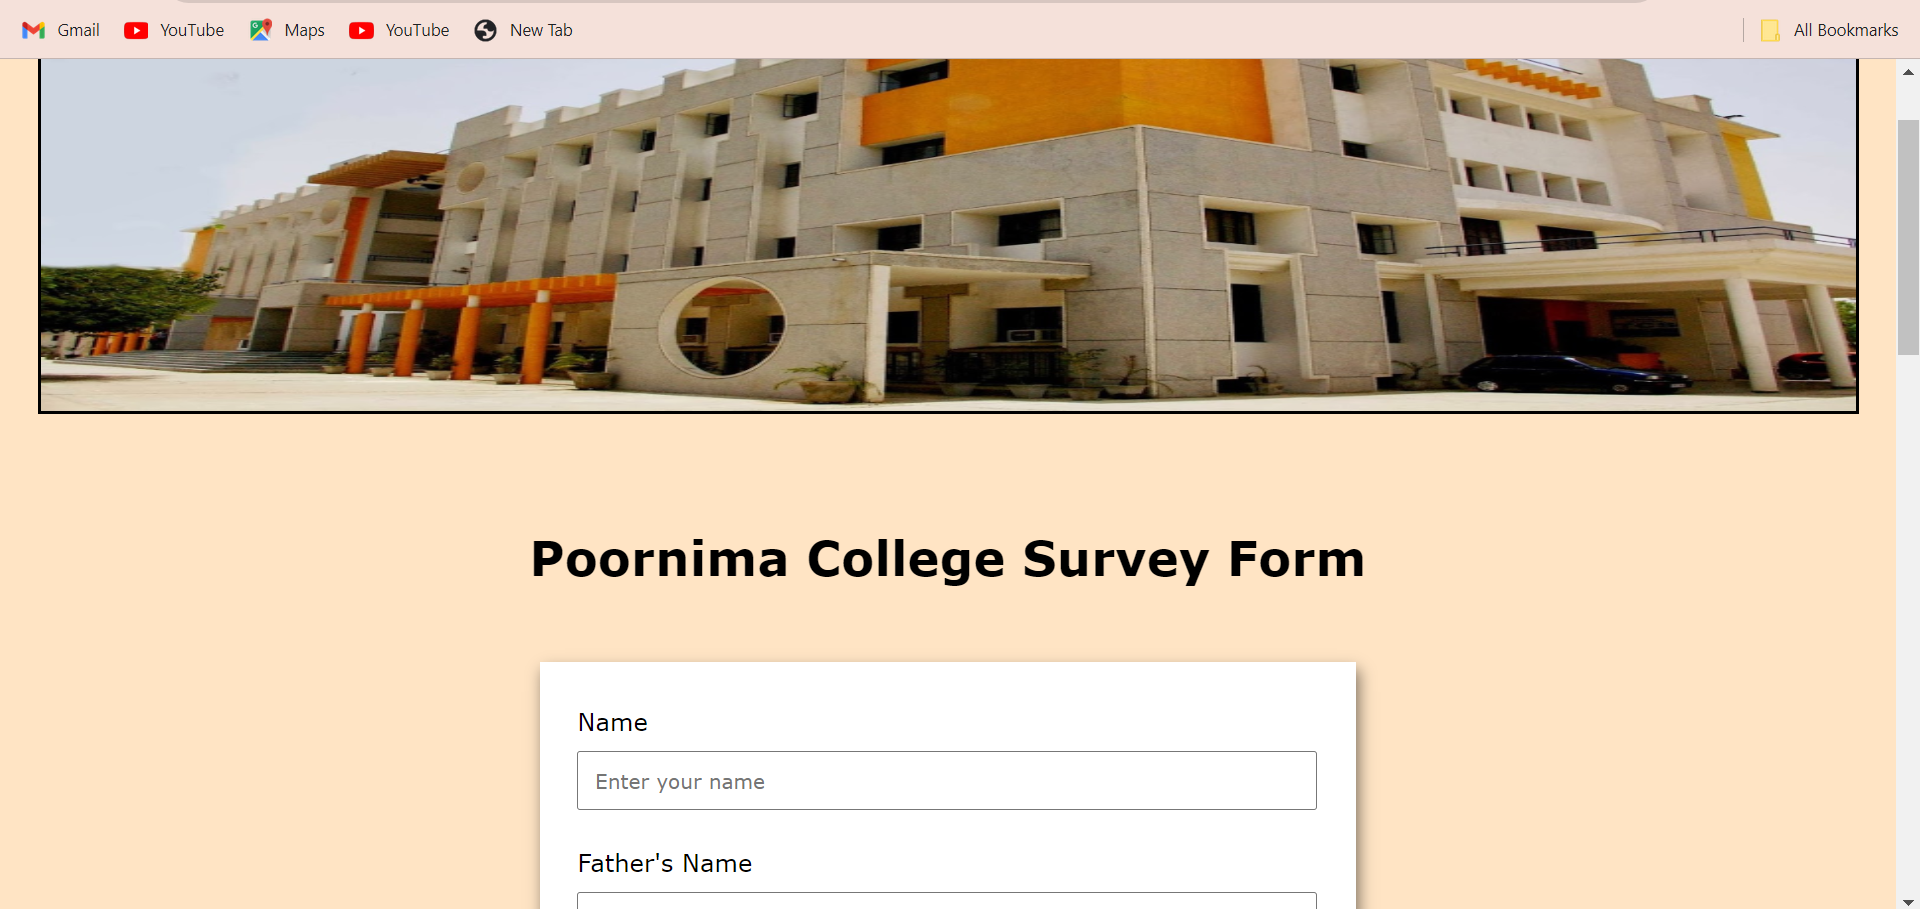 Gmail YouTube Maps YouTube New Tab All Bookmarks
Poornima College Survey Form
Name
Enter your name
Father's Name